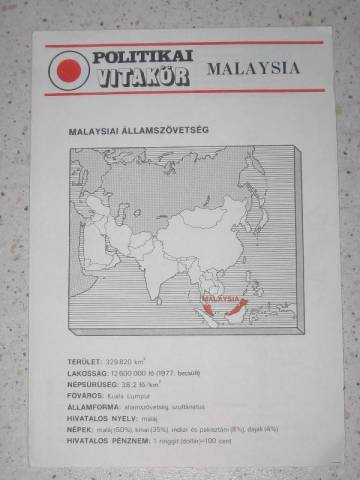 POLITIKAI
VITAKÖR
MALAYSIA
MALAYSIAI ÁLLAMSZÖVETSÉG
MALAYSIA
TERÜLET: 329 820 km²
LAKOSSÁG: 12 600 000 fő (1977. becsült)
NÉPSŰRŰSÉG: 38,2 fő/km²
FŐVÁROS: Kuala Lumpur
ÁLLAMFORMA: államszövetség, szultanátus
HIVATALOS NYELV: maláj
NÉPEK: maláj (50%), kínai (35%), indiai és pakisztáni (8%), dajak (4%)
HIVATALOS PÉNZNEM: 1 ringgit (dollár)=100 cent